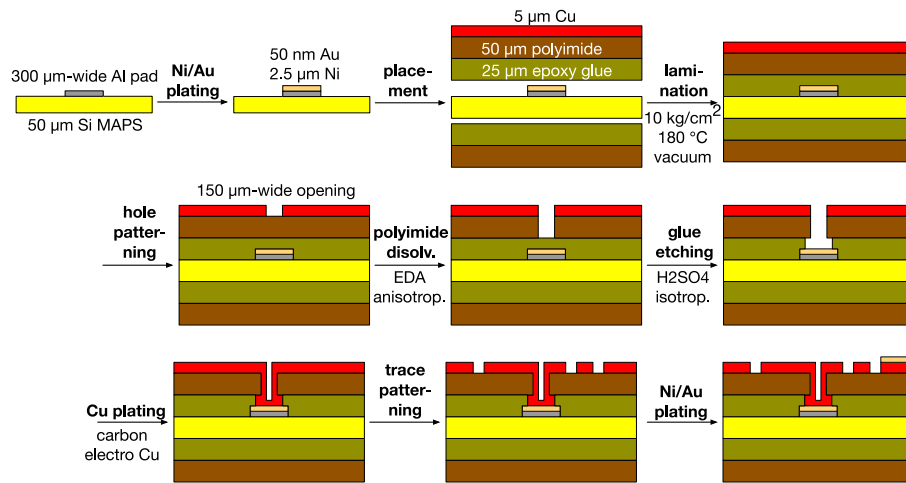 300 µm-wide Al pad
50 µm Si MAPS
Ni/Au
plating
50 nm Au
2.5 µm Ni
place-
ment
5 µm Cu
50 µm polyimide
25 µm epoxy glue
lami-
nation
10 kg/cm2
180 °C
vacuum
hole
patter-
ning
150 µm-wide opening
polyimide
disolv.
EDA
anisotrop.
glue
etching
H2SO4
isotrop.
Cu plating
carbon
electro Cu
trace
patter-
ning
Ni/Au
plating